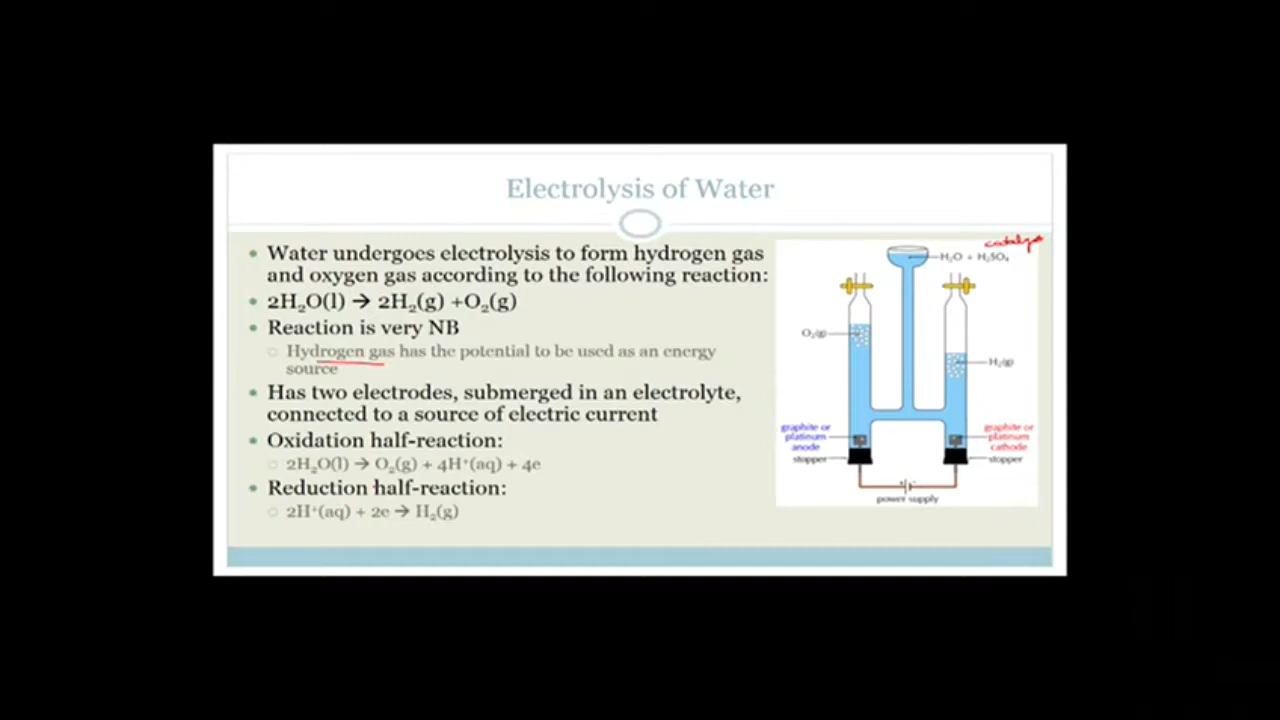 Electrolysis of Water
Water undergoes electrolysis to form hydrogen gas
and oxygen gas according to the following reaction:
2H₂O(l) → 2H₂(g) +O₂(g)
Reaction is very NB
Hydrogen gas has the potential to be used as an energy
source
Has two electrodes, submerged in an electrolyte,
connected to a source of electric current
Oxidation half-reaction:
2H₂O(l) → O₂(g) + 4H⁺(aq) + 4e
Reduction half-reaction:
2H⁺(aq) + 2e → H₂(g)
H₂O + H₂SO₄
O₂(g)
H₂(g)
graphite or
platinum
anode
stopper
graphite or
platinum
cathode
stopper
+ -
power supply